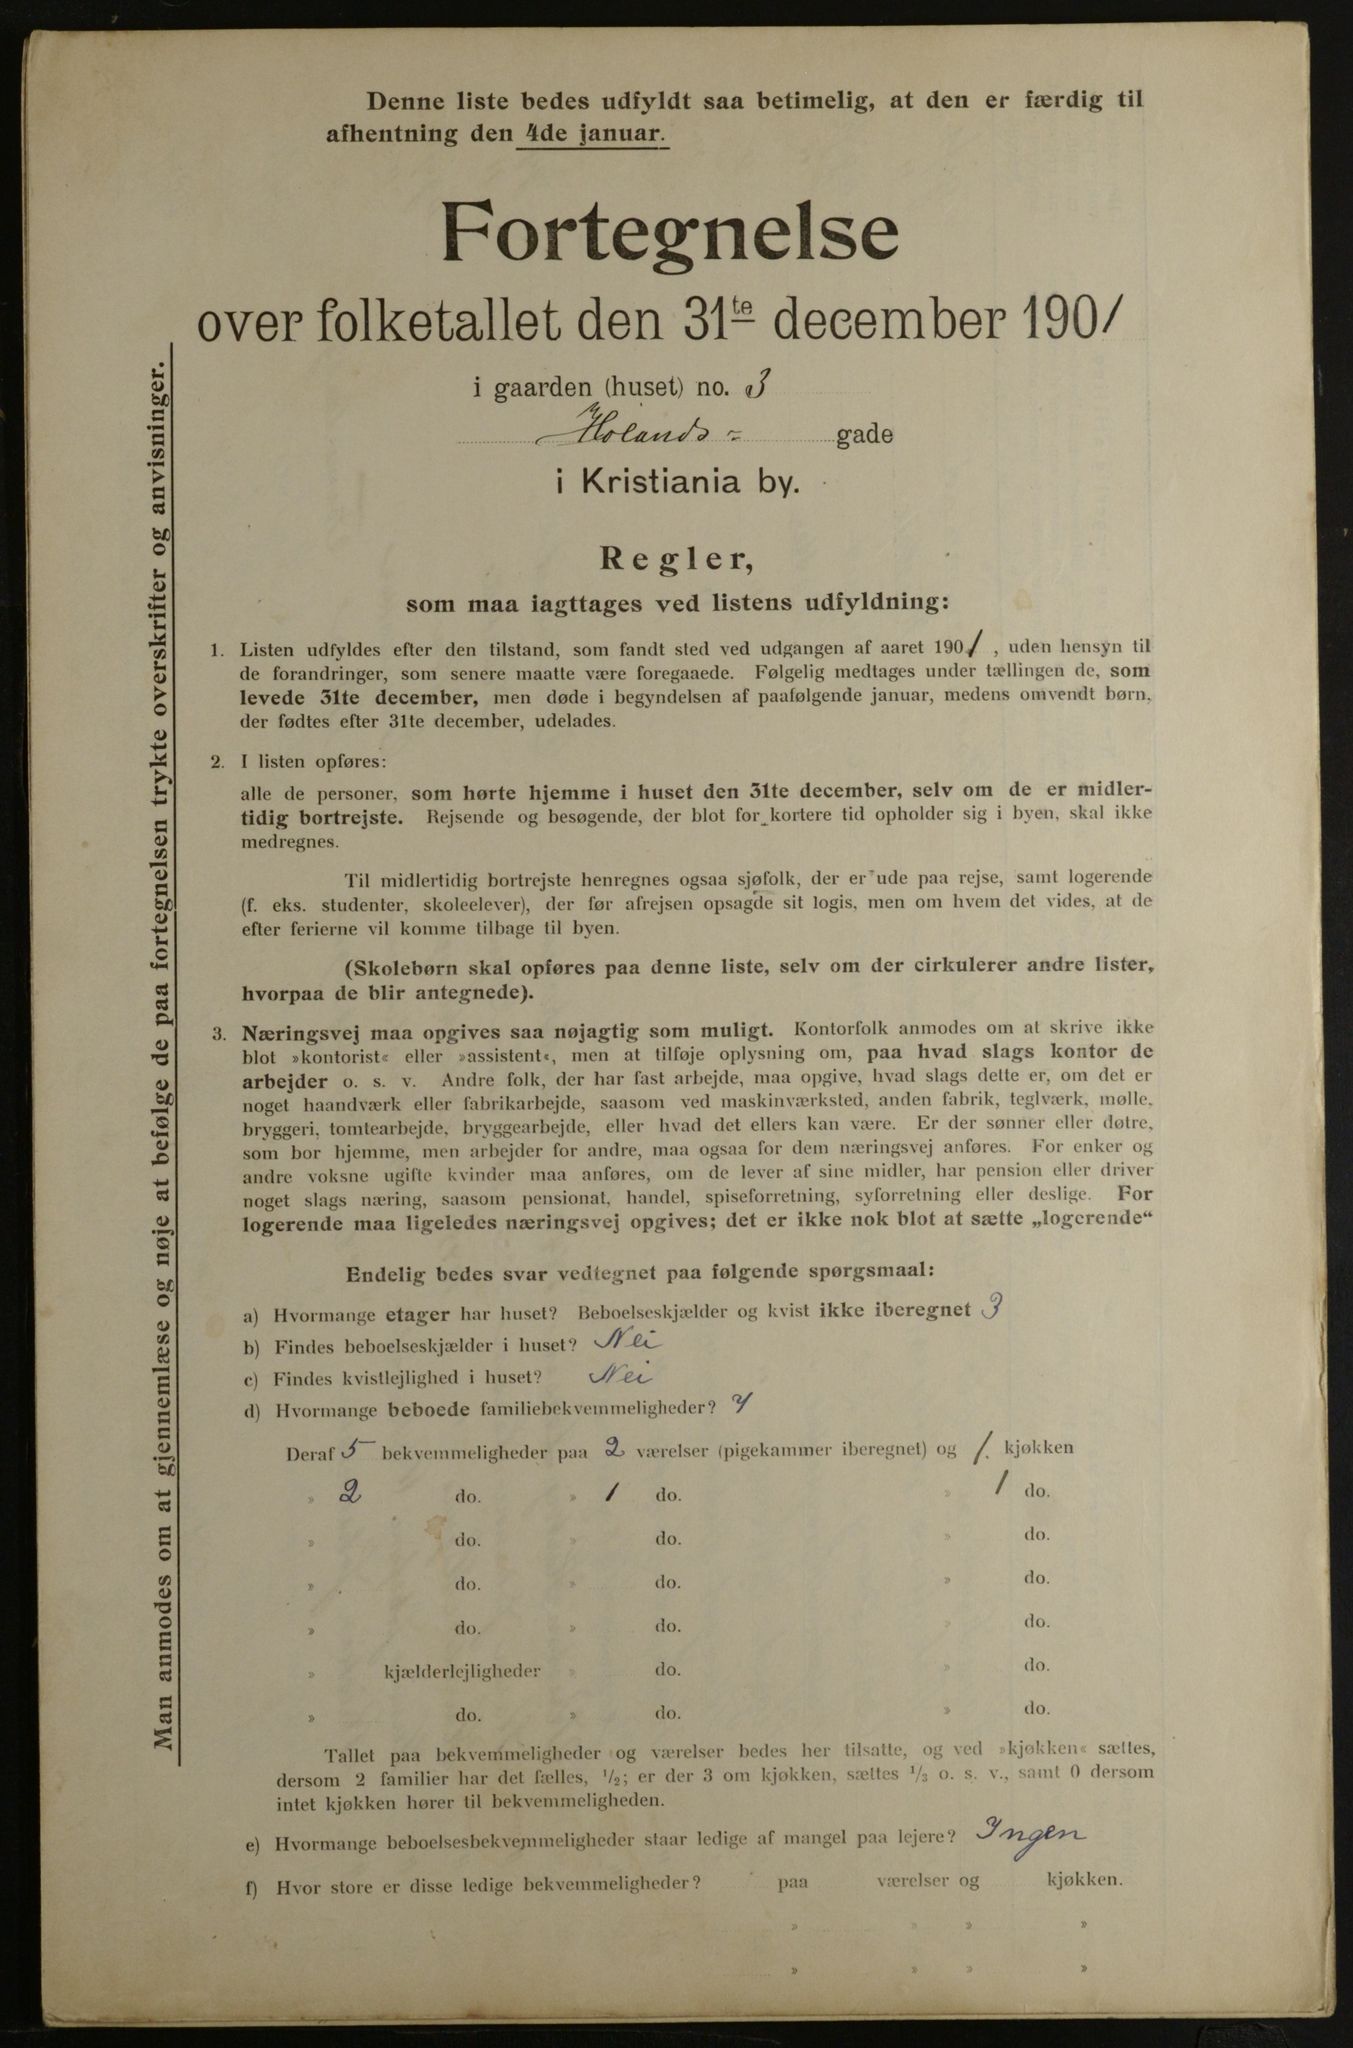 Denne liste bedes udfyldt saa betimelig, at den er færdig til
afhentning den 4de januar.
Fortegnelse
over folketallet den 31te december 1901
i gaarden (huset) no. 3
Hölands- gade
i Kristiania by.
Regler,
som maa iagttages ved listens udfyldning:
1. Listen udfyldes efter den tilstand, som fandt sted ved udgangen af aaret 1901, uden hensyn til
de forandringer, som senere maatte være foregaaede. Følgelig medtages under tællingen de, som
levede 31te december, men døde i begyndelsen af paafølgende januar, medens omvendt børn,
der fødtes efter 31te december, udelades.
2. I listen opføres:
alle de personer, som hørte hjemme i huset den 31te december, selv om de er midler-
tidig bortrejste. Rejsende og besøgende, der blot for kortere tid opholder sig i byen, skal ikke
medregnes.
Til midlertidig bortrejste henregnes ogsaa sjøfolk, der er ude paa rejse, samt logerende
(f. eks. studenter, skoleelever), der før afrejsen opsagde sit logis, men om hvem det vides, at de
efter ferierne vil komme tilbage til byen.
(Skolebørn skal opføres paa denne liste, selv om der cirkulerer andre lister,
hvorpaa de blir antegnede).
3. Næringsvej maa opgives saa nøjagtig som muligt. Kontorfolk anmodes om at skrive ikke
blot »kontorist« eller »assistent«, men at tilføje oplysning om, paa hvad slags kontor de
arbejder o. s. v. Andre folk, der har fast arbejde, maa opgive, hvad slags dette er, om det er
noget haandværk eller fabrikarbejde, saasom ved maskinværksted, anden fabrik, teglværk, mølle,
bryggeri, tomtearbejde, bryggearbejde, eller hvad det ellers kan være. Er der sønner eller døtre,
som bor hjemme, men arbejder for andre, maa ogsaa for dem næringsvej anføres. For enker og
andre voksne ugifte kvinder maa anføres, om de lever af sine midler, har pension eller driver
noget slags næring, saasom pensionat, handel, spiseforretning, syforretning eller deslige. For
logerende maa ligeledes næringsvej opgives; det er ikke nok blot at sætte „logerende“
Endelig bedes svar vedtegnet paa følgende spørgsmaal:
a) Hvormange etager har huset? Beboelseskjælder og kvist ikke iberegnet 3
b) Findes beboelseskjælder i huset? Nei
c) Findes kvistlejlighed i huset? Nei
d) Hvormange beboede familiebekvemmeligheder? 7
Deraf 5 bekvemmeligheder paa 2 værelser (pigekammer iberegnet) og 1. kjøkken
» 2 do. » 1 do. » 1 do.
» do. » do. » do.
» do. » do. » do.
» do. » do. » do.
» kjælderlejligheder » do. » do.
» do. » do. » do.
Tallet paa bekvemmeligheder og værelser bedes her tilsatte, og ved »kjøkken« sættes,
dersom 2 familier har det fælles, 1/2; er der 3 om kjøkken, sættes 1/3 o. s. v., samt 0 dersom
intet kjøkken hører til bekvemmeligheden.
e) Hvormange beboelsesbekvemmeligheder staar ledige af mangel paa lejere? Ingen
f) Hvor store er disse ledige bekvemmeligheder? paa værelser og kjøkken.
» » » »
» » » »
Man anmodes om at gjennemlæse og nøje at befølge de paa fortegnelsen trykte overskrifter og anvisninger.